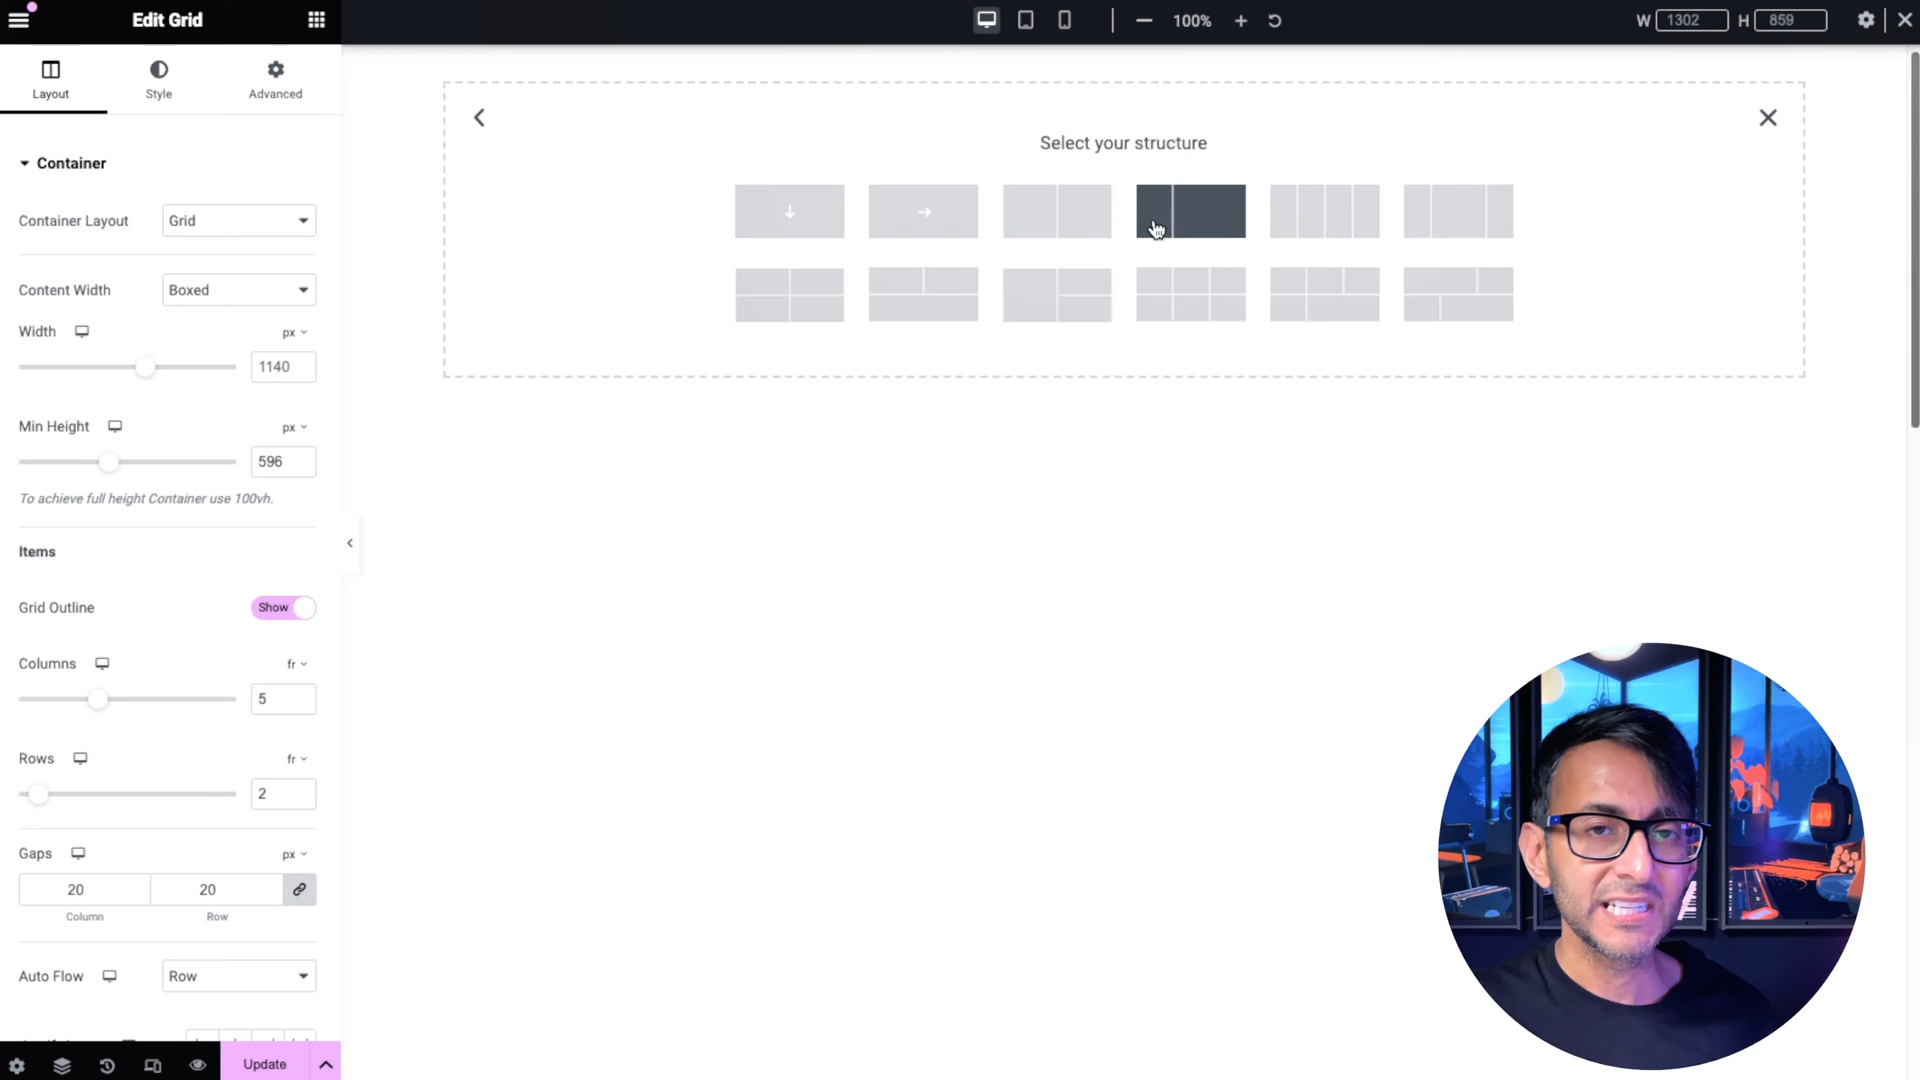 Edit Grid
100%
W 1302 H 859
Layout Style Advanced
Container
Container Layout Grid
Content Width Boxed
Width px
1140
Min Height px
596
To achieve full height Container use 100vh.
Items
Grid Outline Show
Columns fr
5
Rows fr
2
Gaps px
20 20
Column Row
Auto Flow Row
Update
Select your structure